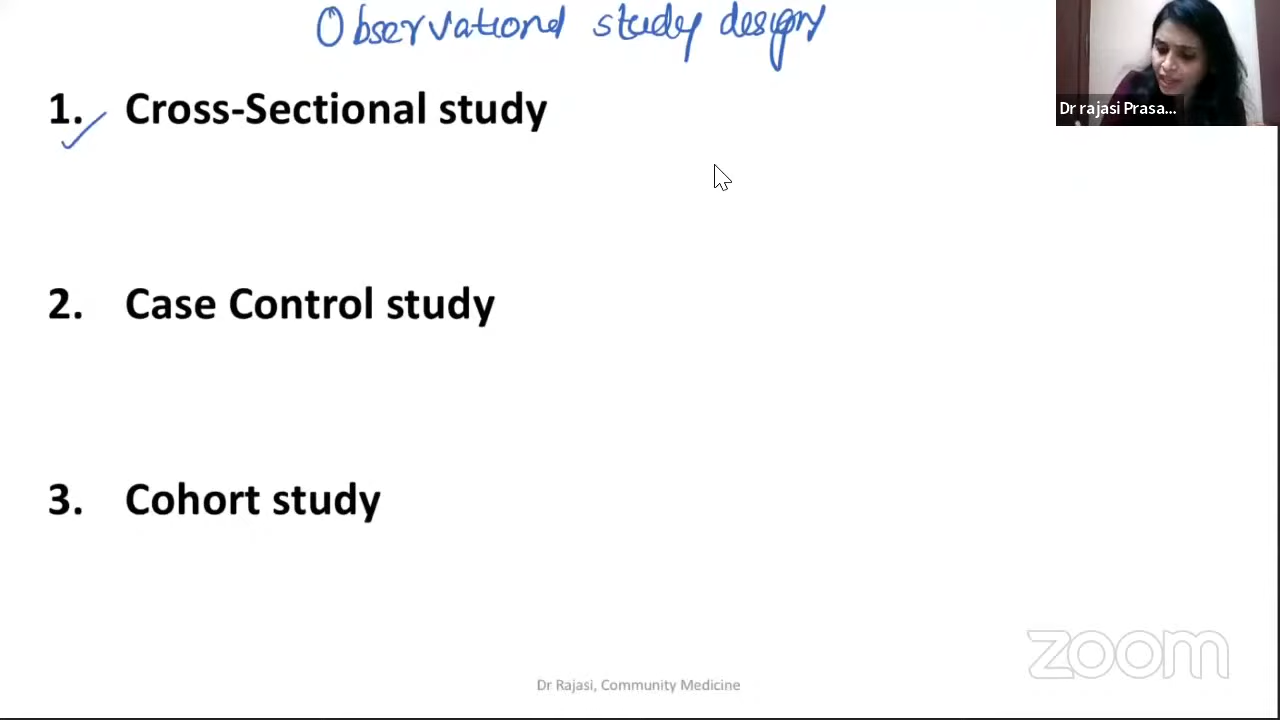 Observational study designs
Dr rajasi Prasa...
1. Cross-Sectional study
2. Case Control study
3. Cohort study
zoom
Dr Rajasi, Community Medicine